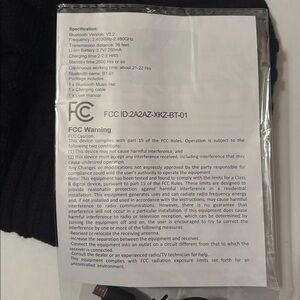 Specification:
Bluetooth Version: V5.2
Frequency: 2.402GHz-2.480GHz
Transmission distance: 36 feet
Li-ion Battery:3.7V/ 250mAh
Charging time:2-2.5 HRS
Standby time:2000 Hrs or so
Continuous working time: about 21-22 Hrs
Bluetooth name: BT-01
1 x Bluetooth Music Hat
1 x Charging cable
1 x User manual
FC FCC ID:2A2AZ-XKZ-BT-01
FCC Warning
FCC Caution.
This device complies with part 15 of the FCC Rules. Operation is subject to the following two conditions:
(1) This device may not cause harmful interference, and
(2) this device must accept any interference received, including interference that may cause undesired operation.
Any Changes or modifications not expressly approved by the party responsible for compliance could void the user's authority to operate the equipment.
Note: This equipment has been tested and found to comply with the limits for a Class B digital device, pursuant to part 15 of the FCC Rules. These limits are designed to provide reasonable protection against harmful interference in a residential installation. This equipment generates uses and can radiate radio frequency energy and, if not installed and used in accordance with the instructions, may cause harmful interference to radio communications. However, there is no guarantee that interference will not occur in a particular installation. If this equipment does cause harmful interference to radio or television reception, which can be determined by turning the equipment off and on, the user is encouraged to try to correct the interference by one or more of the following measures:
Reorient or relocate the receiving antenna.
Increase the separation between the equipment and receiver.
Connect the equipment into an outlet on a circuit different from that to which the receiver is connected.
Consult the dealer or an experienced radio/TV technician for help.
This equipment complies with FCC radiation exposure limits set forth for an uncontrolled environment.